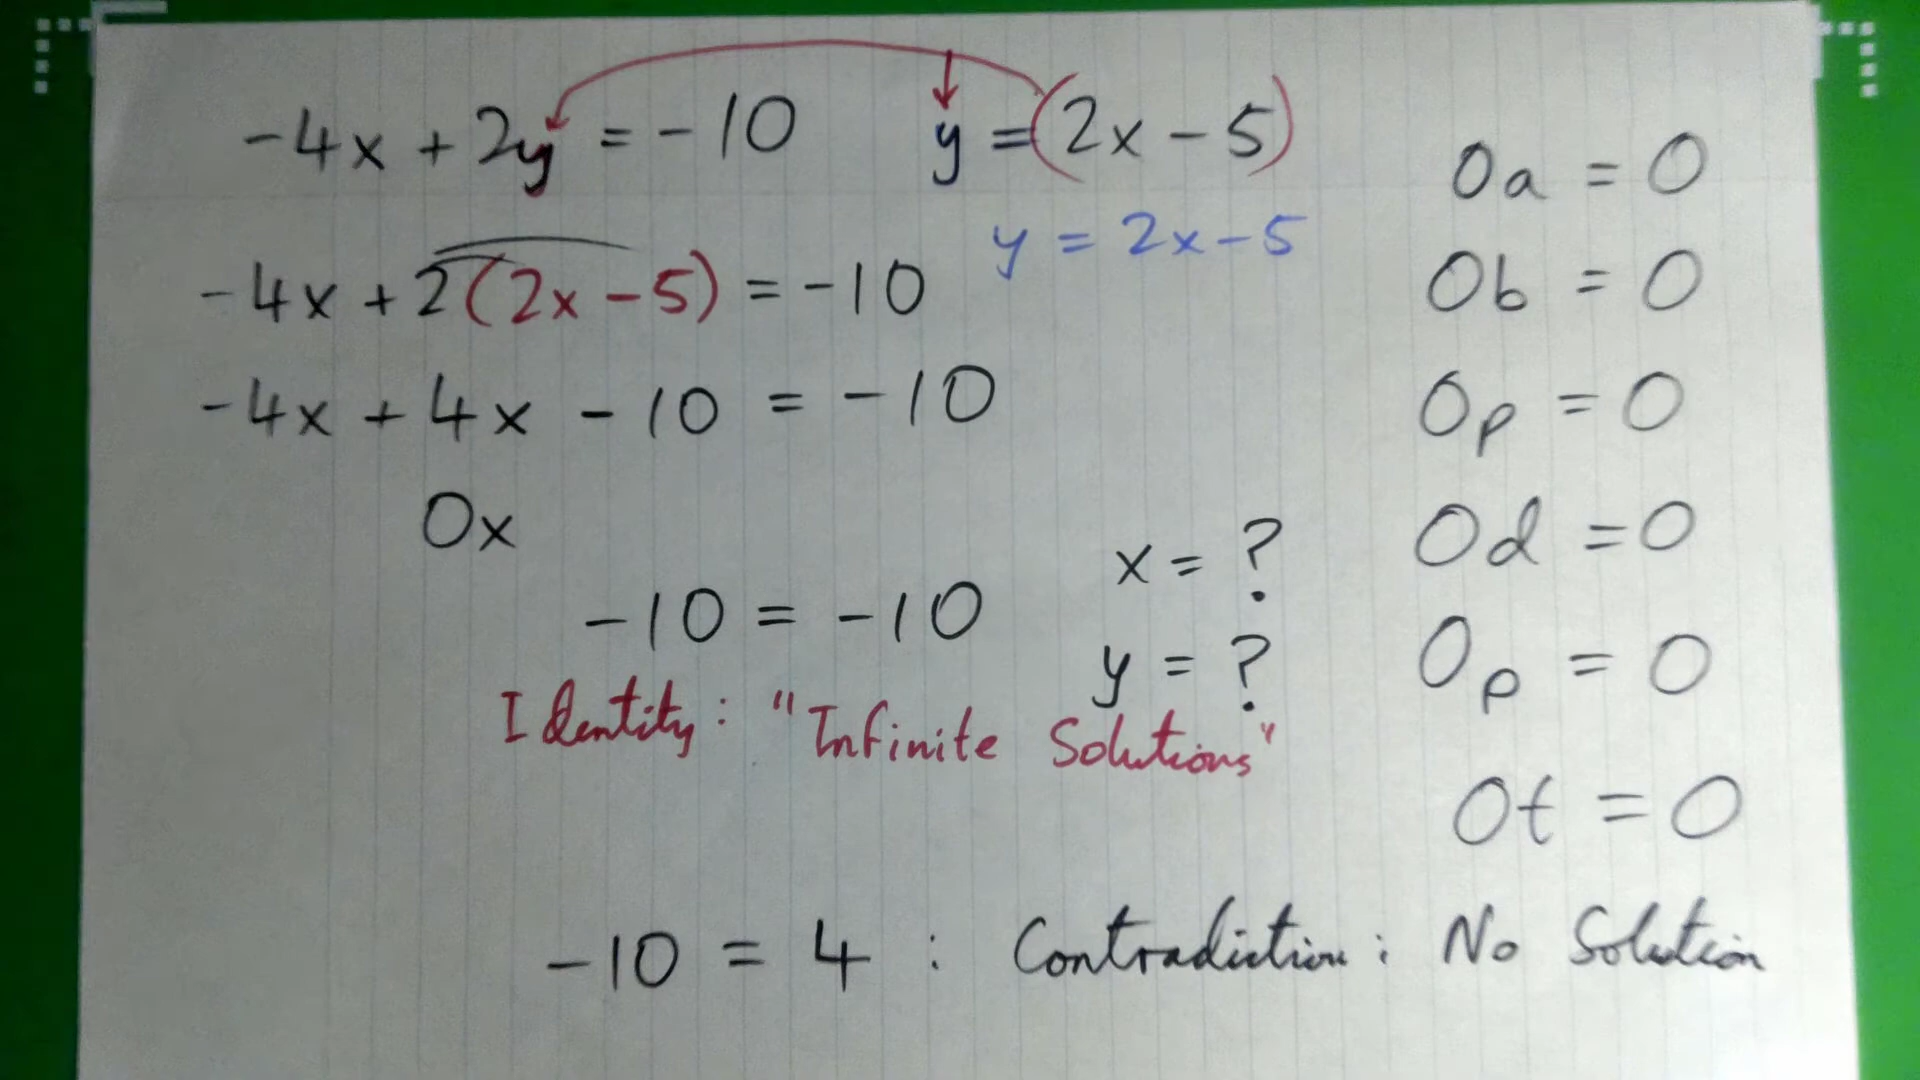 -4x + 2y = -10
y = (2x - 5)
y = 2x - 5
-4x + 2(2x - 5) = -10
-4x + 4x - 10 = -10
0x
-10 = -10
x = ?
y = ?
Identity: "Infinite Solutions"
0a = 0
0b = 0
0p = 0
0d = 0
0p = 0
0t = 0
-10 = 4 : Contradiction: No Solution